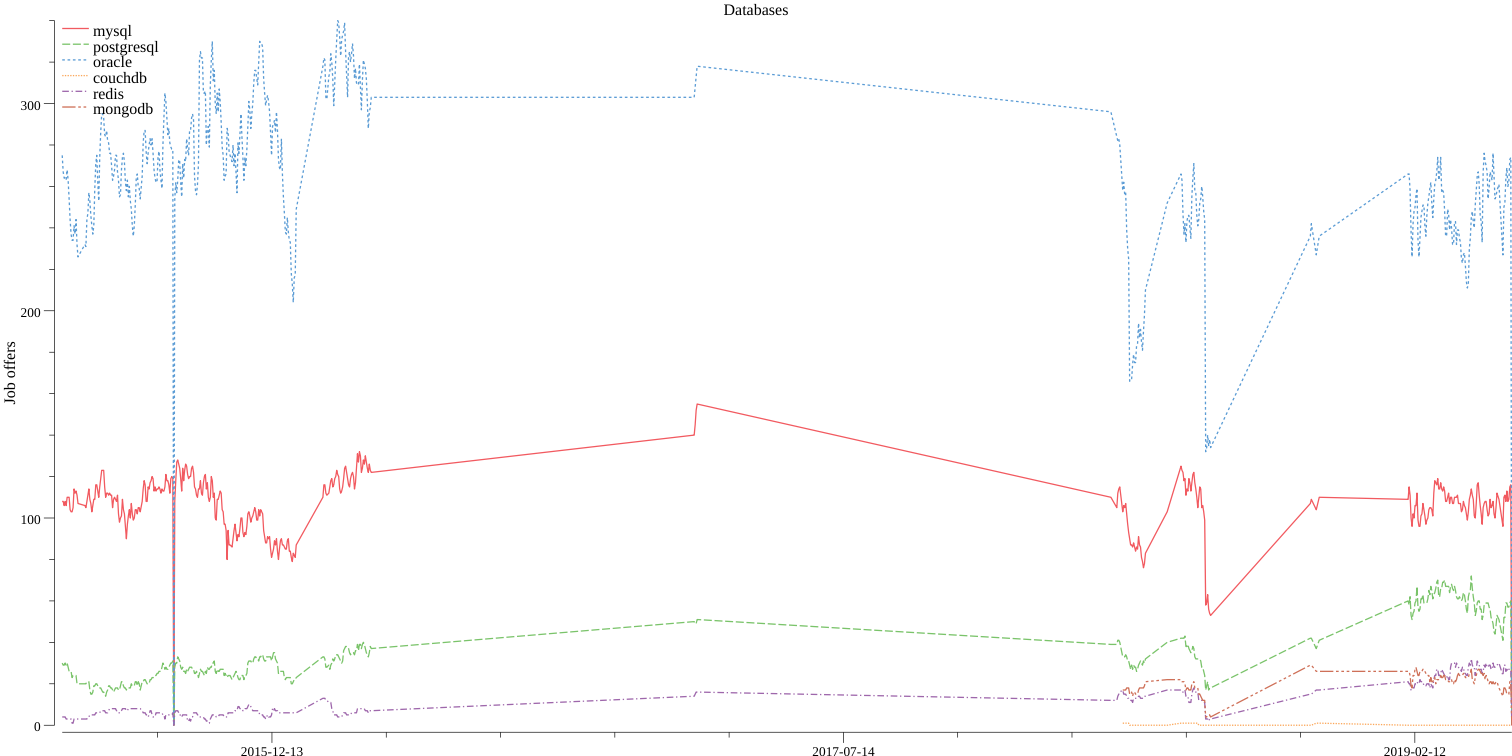 Databases
mysql
postgresql
oracle
couchdb
redis
mongodb
Job offers
300
200
100
0
2015-12-13
2017-07-14
2019-02-12